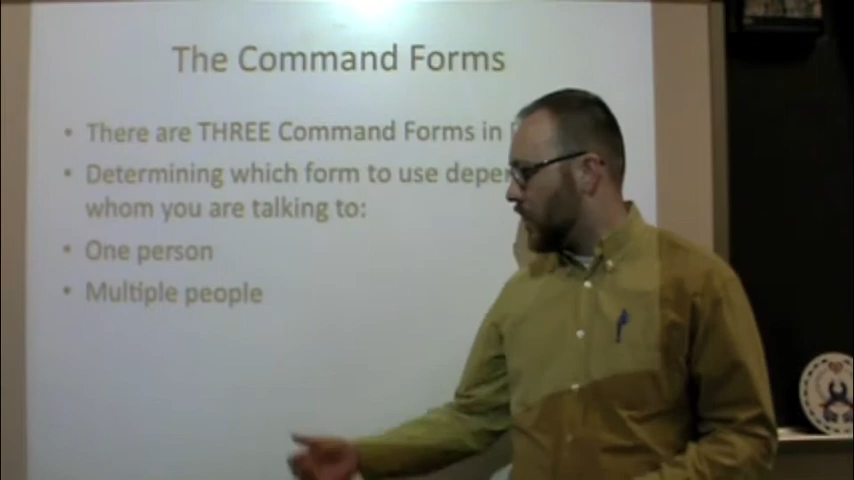 The Command Forms
• There are THREE Command Forms in
• Determining which form to use
whom you are talking to:
• One person
• Multiple people